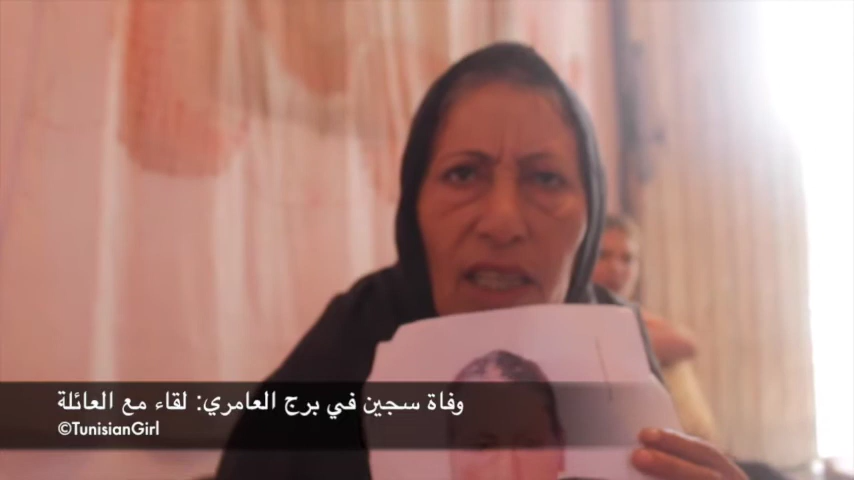 وفاة سجين في برج العامري: لقاء مع العائلة
©TunisianGirl